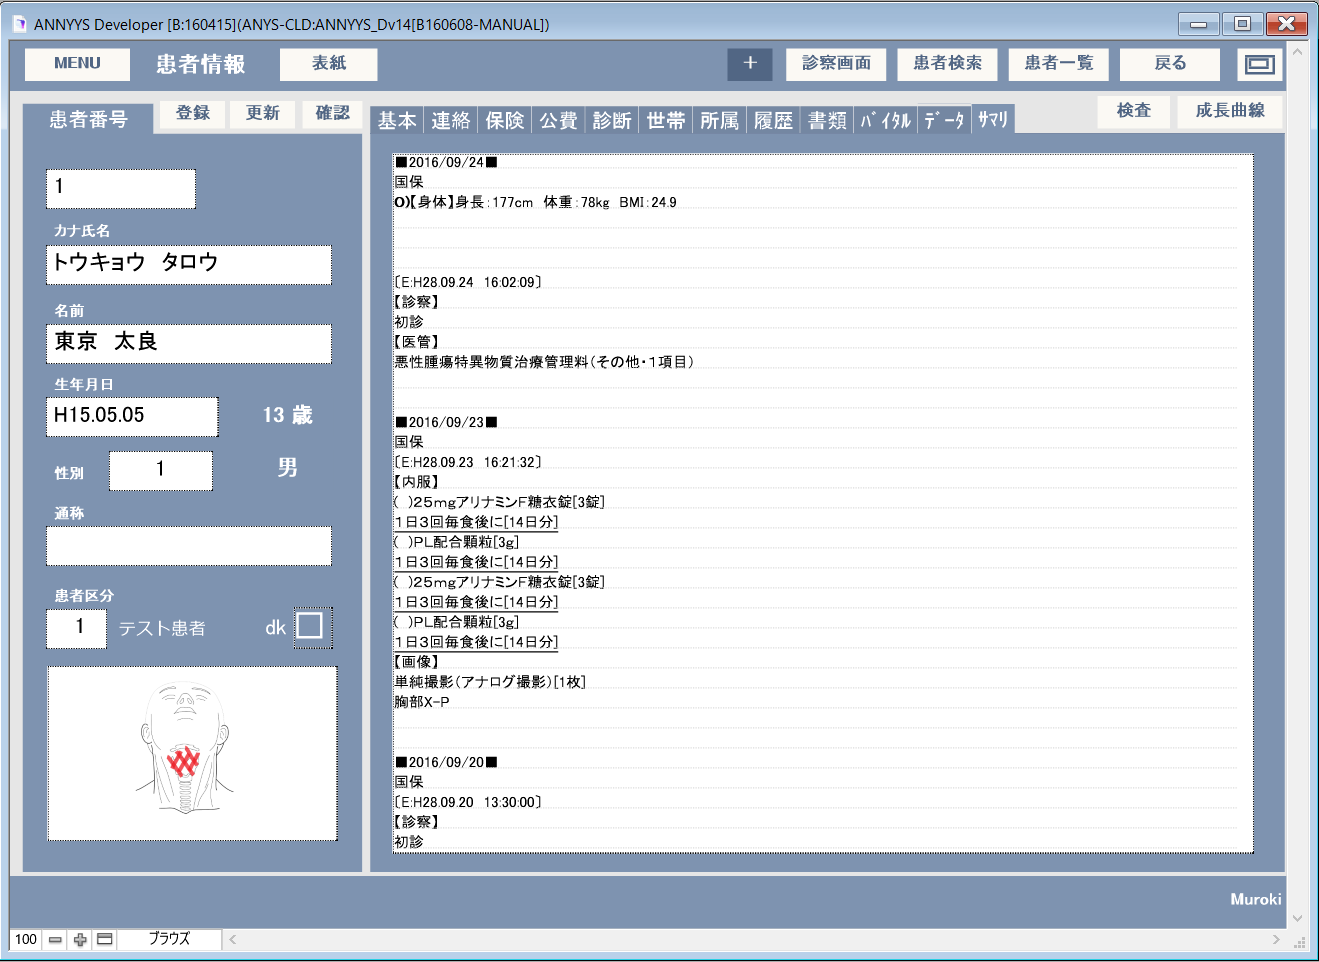 ANNYYS Developer [B:160415](ANYS-CLD:ANNYYS_Dv14[B160608-MANUAL])
MENU 患者情報 表紙 + 診察画面 患者検索 患者一覧 戻る
患者番号 登録 更新 確認
基本 連絡 保険 公費 診断 世帯 所属 履歴 書類 ﾊﾞｲﾀﾙ ﾃﾞｰﾀ ｻﾏﾘ
検査 成長曲線
1
カナ氏名
トウキョウ　タロウ
名前
東京　太良
生年月日
H15.05.05 13 歳
性別 1 男
通称
患者区分
1 テスト患者 dk
■2016/09/24■
国保
O)【身体】身長：177cm　体重：78kg　BMI：24.9
〔E:H28.09.24　16:02:09〕
【診察】
初診
【医管】
悪性腫瘍特異物質治療管理料（その他・１項目）
■2016/09/23■
国保
〔E:H28.09.23　16:21:32〕
【内服】
(　)25mgアリナミンF糖衣錠[3錠]
１日３回毎食後に[14日分]
(　)PL配合顆粒[3g]
１日３回毎食後に[14日分]
(　)25mgアリナミンF糖衣錠[3錠]
１日３回毎食後に[14日分]
(　)PL配合顆粒[3g]
１日３回毎食後に[14日分]
【画像】
単純撮影（アナログ撮影）[1枚]
胸部X-P
■2016/09/20■
国保
〔E:H28.09.20　13:30:00〕
【診察】
初診
Muroki
100 ブラウズ